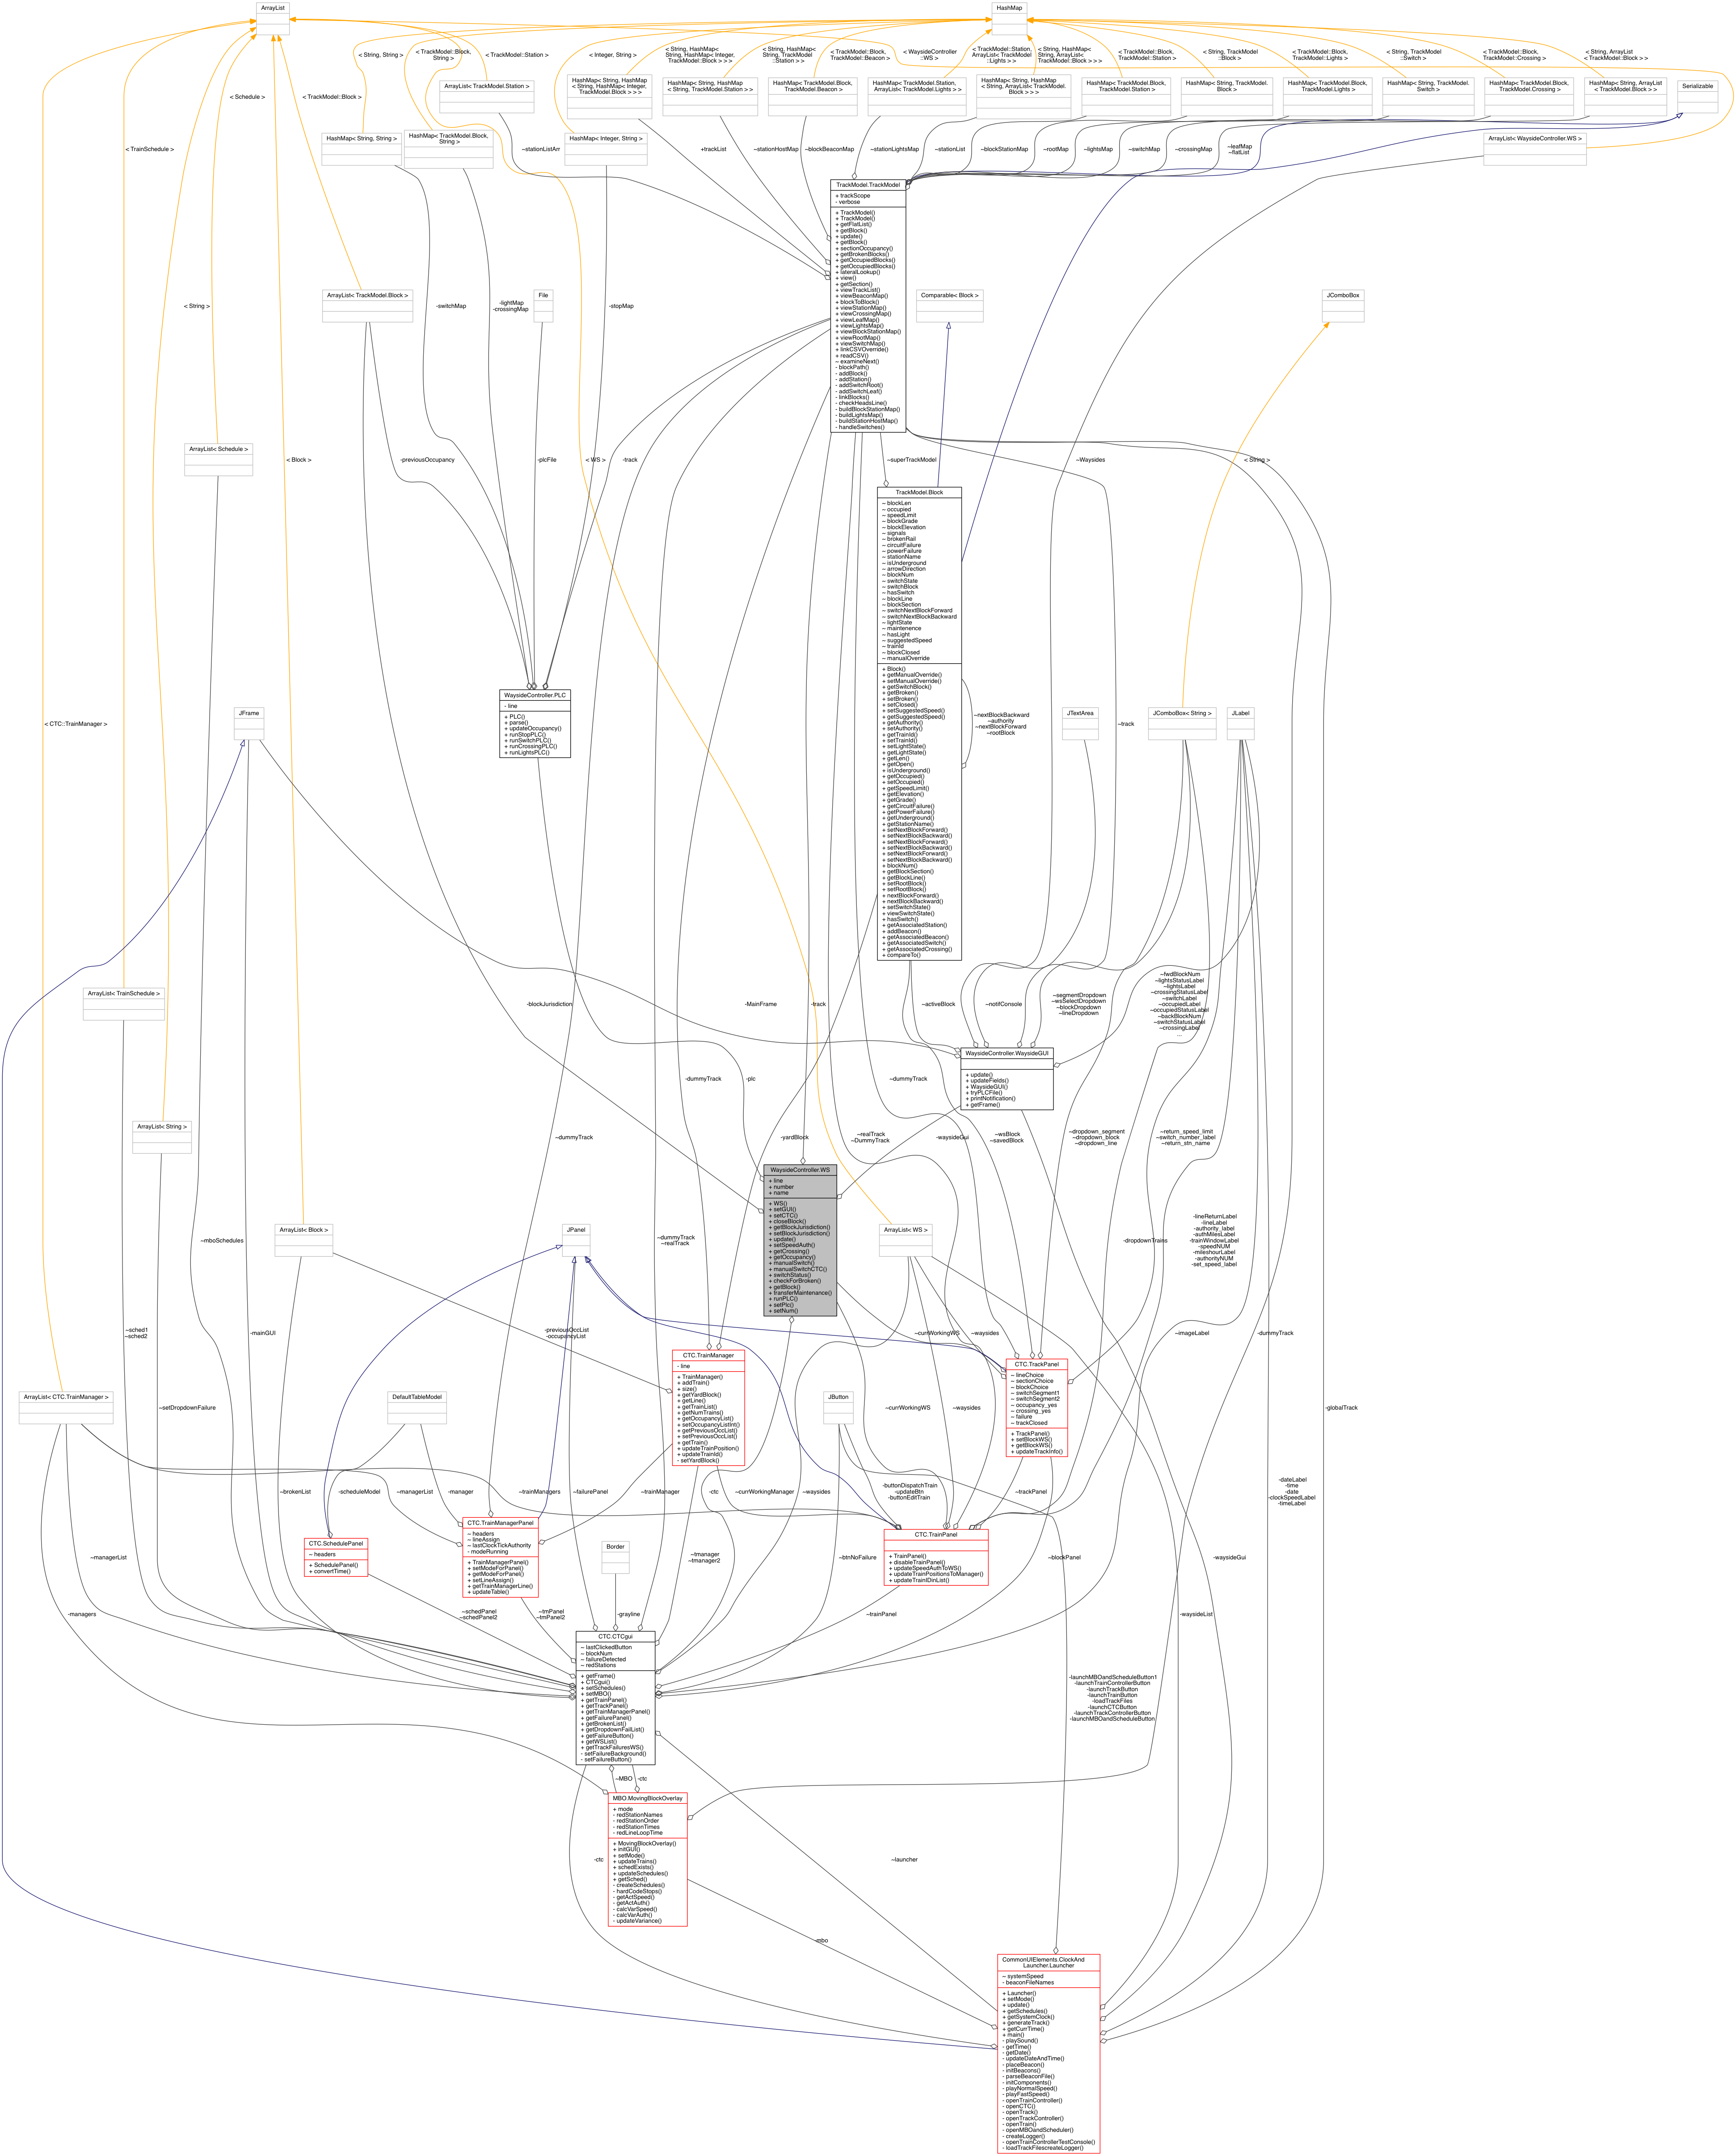 ArrayList
HashMap
< String, String >
< TrackModel::Block,
String >
< TrackModel::Station >
< Integer, String >
< String, HashMap<
String, HashMap< Integer,
TrackModel::Block > > >
< String, HashMap<
String, TrackModel
::Station > >
< TrackModel::Block,
TrackModel::Beacon >
< WaysideController
::WS >
< TrackModel::Station,
ArrayList< TrackModel
::Lights > >
< String, HashMap<
String, ArrayList<
TrackModel::Block > > >
< TrackModel::Block,
TrackModel::Station >
< String, TrackModel
::Block >
< TrackModel::Block,
TrackModel::Lights >
< String, TrackModel
::Switch >
< TrackModel::Block,
TrackModel::Crossing >
< String, ArrayList
< TrackModel::Block > >
< Schedule >
< TrackModel::Block >
ArrayList< TrackModel.Station >
HashMap< String, HashMap
< String, HashMap< Integer,
TrackModel.Block > > >
HashMap< String, HashMap
< String, TrackModel.Station > >
HashMap< TrackModel.Block,
TrackModel.Beacon >
HashMap< TrackModel.Station,
ArrayList< TrackModel.Lights > >
HashMap< String, HashMap
< String, ArrayList< TrackModel.
Block > > >
HashMap< TrackModel.Block,
TrackModel.Station >
HashMap< String, TrackModel.
Block >
HashMap< TrackModel.Block,
TrackModel.Lights >
HashMap< String, TrackModel.
Switch >
HashMap< TrackModel.Block,
TrackModel.Crossing >
HashMap< String, ArrayList
< TrackModel.Block > >
Serializable
< TrainSchedule >
HashMap< String, String >
HashMap< TrackModel.Block,
String >
~stationListArr
HashMap< Integer, String >
+trackList
~stationHostMap
~blockBeaconMap
~stationLightsMap
~stationList
~blockStationMap
~rootMap
~lightsMap
~switchMap
~crossingMap
~leafMap
~flatList
ArrayList< WaysideController.WS >
TrackModel.TrackModel
+ trackScope
- verbose
+ TrackModel()
+ TrackModel()
+ getFlatList()
+ getBlock()
+ update()
+ getBlock()
+ sectionOccupancy()
+ getBrokenBlocks()
+ getOccupiedBlocks()
+ getOccupiedBlocks()
+ lateralLookup()
+ view()
+ getSection()
+ viewTrackList()
+ viewBeaconMap()
+ blockToBlock()
+ viewStationMap()
+ viewCrossingMap()
+ viewLeafMap()
+ viewLightsMap()
+ viewBlockStationMap()
+ viewRootMap()
+ viewSwitchMap()
+ linkCSVOverride()
+ readCSV()
~ examineNext()
- blockPath()
- addBlock()
- addStation()
- addSwitchRoot()
- addSwitchLeaf()
- linkBlocks()
- checkHeadsLine()
- buildBlockStationMap()
- buildLightsMap()
- buildStationHostMap()
- handleSwitches()
< String >
ArrayList< TrackModel.Block >
-switchMap
-lightMap
-crossingMap
File
-stopMap
Comparable< Block >
JComboBox
ArrayList< Schedule >
< Block >
-previousOccupancy
-plcFile
< WS >
-track
~superTrackModel
~Waysides
< String >
TrackModel.Block
~ blockLen
~ occupied
~ speedLimit
~ blockGrade
~ blockElevation
~ signals
~ brokenRail
~ circuitFailure
~ powerFailure
~ stationName
~ isUnderground
~ arrowDirection
~ blockNum
~ switchState
~ switchBlock
~ hasSwitch
~ blockLine
~ blockSection
~ switchNextBlockForward
~ switchNextBlockBackward
~ lightState
~ maintenence
~ hasLight
~ suggestedSpeed
~ trainId
~ blockClosed
~ manualOverride
+ Block()
+ getManualOverride()
+ setManualOverride()
+ getSwitchBlock()
+ getBroken()
+ setBroken()
+ setClosed()
+ setSuggestedSpeed()
+ getSuggestedSpeed()
+ getAuthority()
+ setAuthority()
+ getTrainId()
+ setTrainId()
+ setLightState()
+ getLightState()
+ getLen()
+ getOpen()
+ isUnderground()
+ getOccupied()
+ setOccupied()
+ getSpeedLimit()
+ getElevation()
+ getGrade()
+ getCircuitFailure()
+ getPowerFailure()
+ getUnderground()
+ getStationName()
+ setNextBlockForward()
+ setNextBlockBackward()
+ setNextBlockForward()
+ setNextBlockBackward()
+ setNextBlockForward()
+ setNextBlockBackward()
+ blockNum()
+ getBlockSection()
+ getBlockLine()
+ setRootBlock()
+ setRootBlock()
+ nextBlockForward()
+ nextBlockBackward()
+ setSwitchState()
+ viewSwitchState()
+ hasSwitch()
+ getAssociatedStation()
+ addBeacon()
+ getAssociatedBeacon()
+ getAssociatedSwitch()
+ getAssociatedCrossing()
+ compareTo()
WaysideController.PLC
- line
+ PLC()
+ parse()
+ updateOccupancy()
+ runStopPLC()
+ runSwitchPLC()
+ runCrossingPLC()
+ runLightsPLC()
< CTC::TrainManager >
JFrame
~nextBlockBackward
~authority
~nextBlockForward
~rootBlock
JTextArea
~track
JComboBox< String >
JLabel
ArrayList< TrainSchedule >
-blockJurisdiction
-MainFrame
-track
~activeBlock
~notifConsole
~segmentDropdown
~wsSelectDropdown
~blockDropdown
~lineDropdown
~fwdBlockNum
~lightsStatusLabel
~lightsLabel
~crossingStatusLabel
~switchLabel
~occupiedLabel
~occupiedStatusLabel
~backBlockNum
~switchStatusLabel
~crossingLabel
...
WaysideController.WaysideGUI
+ update()
+ updateFields()
+ WaysideGUI()
+ tryPLCFile()
+ printNotification()
+ getFrame()
-dummyTrack
-plc
~dummyTrack
ArrayList< String >
~dummyTrack
-yardBlock
~realTrack
~DummyTrack
-waysideGui
~wsBlock
~savedBlock
~dropdown_segment
~dropdown_block
~dropdown_line
~return_speed_limit
~switch_number_label
~return_stn_name
WaysideController.WS
+ line
+ number
+ name
+ WS()
+ setGUI()
+ setCTC()
+ closeBlock()
+ getBlockJurisdiction()
+ setBlockJurisdiction()
+ update()
+ setSpeedAuth()
+ getCrossing()
+ getOccupancy()
+ manualSwitch()
+ manualSwitchCTC()
+ switchStatus()
+ checkForBroken()
+ getBlock()
+ transferMaintenance()
+ runPLC()
+ setPlc()
+ setNum()
~mboSchedules
ArrayList< Block >
JPanel
~dummyTrack
~realTrack
ArrayList< WS >
-dropdownTrains
-lineReturnLabel
-lineLabel
-authority_label
-authMilesLabel
-trainWindowLabel
-speedNUM
-mileshourLabel
-authorityNUM
-set_speed_label
~sched1
~sched2
-mainGUI
-previousOccList
-occupancyList
~currWorkingWS
~waysides
~imageLabel
-dummyTrack
CTC.TrainManager
- line
+ TrainManager()
+ addTrain()
+ size()
+ getYardBlock()
+ getLine()
+ getTrainList()
+ getNumTrains()
+ getOccupancyList()
+ setOccupancyListInt()
+ getPreviousOccList()
+ setPreviousOccList()
+ getTrain()
+ updateTrainPosition()
+ updateTrainId()
- setYardBlock()
CTC.TrackPanel
~ lineChoice
~ sectionChoice
~ blockChoice
~ switchSegment1
~ switchSegment2
~ occupancy_yes
~ crossing_yes
~ failure
~ trackClosed
+ TrackPanel()
+ setBlockWS()
+ getBlockWS()
+ updateTrackInfo()
ArrayList< CTC.TrainManager >
~setDropdownFailure
DefaultTableModel
JButton
~currWorkingWS
~waysides
-globalTrack
~brokenList
-scheduleModel
-manager
~managerList
~trainManagers
~failurePanel
~trainManager
-ctc
~currWorkingManager
~waysides
-buttonDispatchTrain
-updateBtn
-buttonEditTrain
~trackPanel
-dateLabel
-time
-date
-clockSpeedLabel
-timeLabel
CTC.SchedulePanel
~ headers
+ SchedulePanel()
+ convertTime()
CTC.TrainManagerPanel
~ headers
~ lineAssign
~ lastClockTickAuthority
- modeRunning
+ TrainManagerPanel()
+ setModeForPanel()
+ getModeForPanel()
+ setLineAssign()
+ getTrainManagerLine()
+ updateTable()
Border
~managerList
~tmanager
~tmanager2
~btnNoFailure
CTC.TrainPanel
+ TrainPanel()
+ disableTrainPanel()
+ updateSpeedAuthToWS()
+ updateTrainPositionsToManager()
+ updateTrainIDinList()
~blockPanel
-waysideGui
-managers
~schedPanel
~schedPanel2
~tmPanel
~tmPanel2
-grayline
~trainPanel
-waysideList
CTC.CTCgui
~ lastClickedButton
~ blockNum
~ failureDetected
~ redStations
+ getFrame()
+ CTCgui()
+ setSchedules()
+ setMBO()
+ getTrainPanel()
+ getTrackPanel()
+ getTrainManagerPanel()
+ getFailurePanel()
+ getBrokenList()
+ getDropdownFailList()
+ getFailureButton()
+ getWSList()
+ getTrackFailuresWS()
- setFailureBackground()
- setFailureButton()
-launchMBOandScheduleButton1
-launchTrainControllerButton
-launchTrackButton
-launchTrainButton
-loadTrackFiles
-launchCTCButton
-launchTrackControllerButton
-launchMBOandScheduleButton
~MBO
-ctc
MBO.MovingBlockOverlay
+ mode
- redStationNames
- redStationOrder
- redStationTimes
- redLineLoopTime
+ MovingBlockOverlay()
+ initGUI()
+ setMode()
+ updateTrains()
+ schedExists()
+ updateSchedules()
+ getSched()
- createSchedules()
- hardCodeStops()
- getActSpeed()
- getActAuth()
- calcVarSpeed()
- calcVarAuth()
- updateVariance()
-ctc
~launcher
-mbo
CommonUIElements.ClockAnd
Launcher.Launcher
~ systemSpeed
- beaconFileNames
+ Launcher()
+ setMode()
+ update()
+ getSchedules()
+ getSystemClock()
+ generateTrack()
+ getCurrTime()
+ main()
- playSound()
- getTime()
- getDate()
- updateDateAndTime()
- placeBeacon()
- initBeacons()
- parseBeaconFile()
- initComponents()
- playNormalSpeed()
- playFastSpeed()
- openTrainController()
- openCTC()
- openTrack()
- openTrackController()
- openTrain()
- openMBOandScheduler()
- createLogger()
- openTrainControllerTestConsole()
- loadTrackFilescreateLogger()